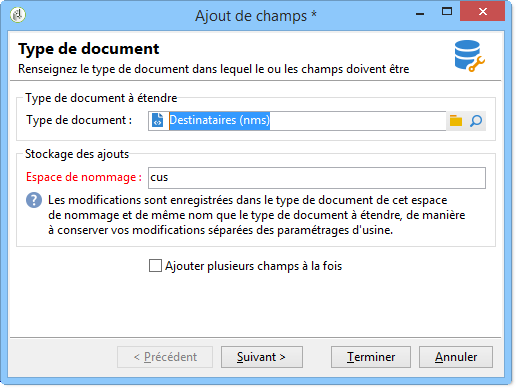 Ajout de champs *
Type de document
Renseignez le type de document dans lequel le ou les champs doivent être
Type de document à étendre
Type de document : Destinataires (nms)
Stockage des ajouts
Espace de nommage : cus
Les modifications sont enregistrées dans le type de document de cet espace
de nommage et de même nom que le type de document à étendre, de manière
à conserver vos modifications séparées des paramétrages d'usine.
Ajouter plusieurs champs à la fois
< Précédent Suivant > Terminer Annuler